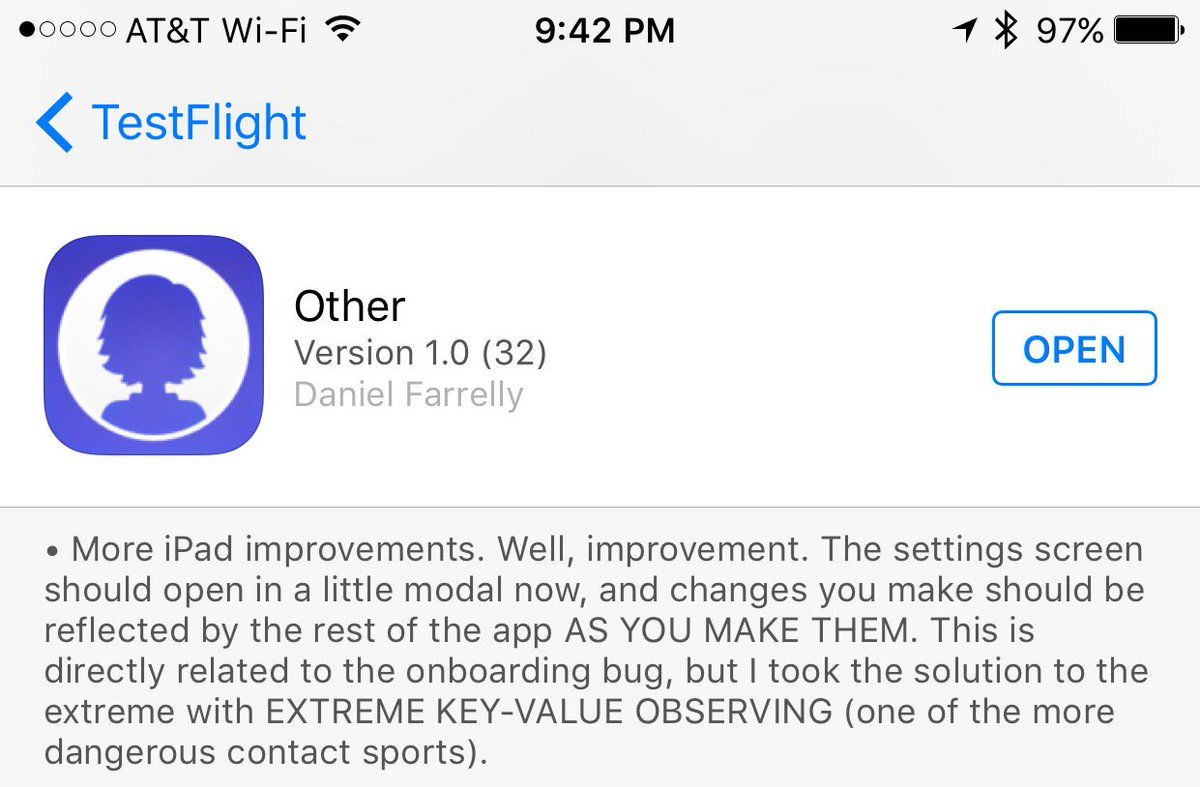 AT&T Wi-Fi 9:42 PM 97%
TestFlight
Other
Version 1.0 (32)
Daniel Farrelly
OPEN
• More iPad improvements. Well, improvement. The settings screen
should open in a little modal now, and changes you make should be
reflected by the rest of the app AS YOU MAKE THEM. This is
directly related to the onboarding bug, but I took the solution to the
extreme with EXTREME KEY-VALUE OBSERVING (one of the more
dangerous contact sports).